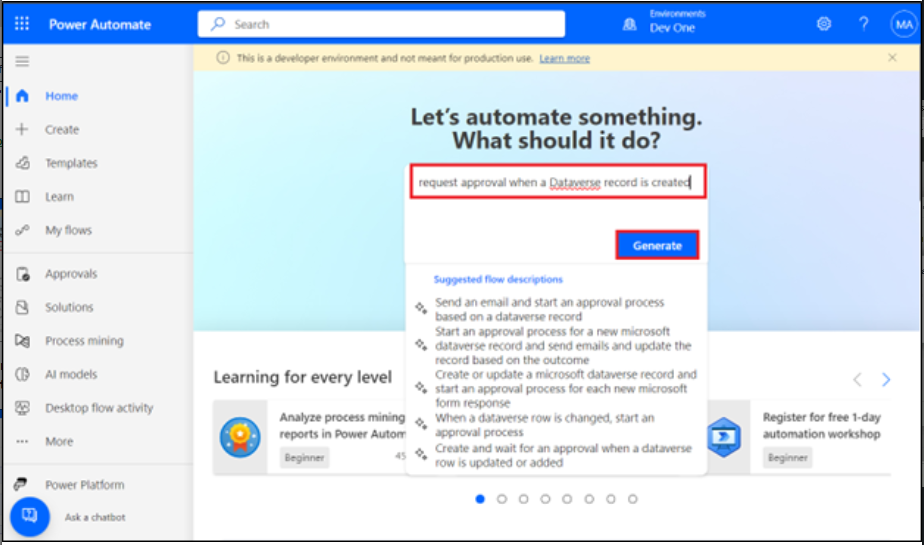 Power Automate
Search
Environments
Dev One
MA
This is a developer environment and not meant for production use. Learn more
Home
Create
Templates
Learn
My flows
Approvals
Solutions
Process mining
AI models
Desktop flow activity
More
Power Platform
Ask a chatbot
Let's automate something.
What should it do?
request approval when a Dataverse record is created
Generate
Suggested flow descriptions
Send an email and start an approval process
based on a dataverse record
Start an approval process for a new microsoft
dataverse record and send emails and update the
record based on the outcome
Create or update a microsoft dataverse record and
start an approval process for each new microsoft
form response
When a dataverse row is changed, start an
approval process
Create and wait for an approval when a dataverse
row is updated or added
Learning for every level
Analyze process mining
reports in Power Autom
Beginner
45
Register for free 1-day
automation workshop
Beginner